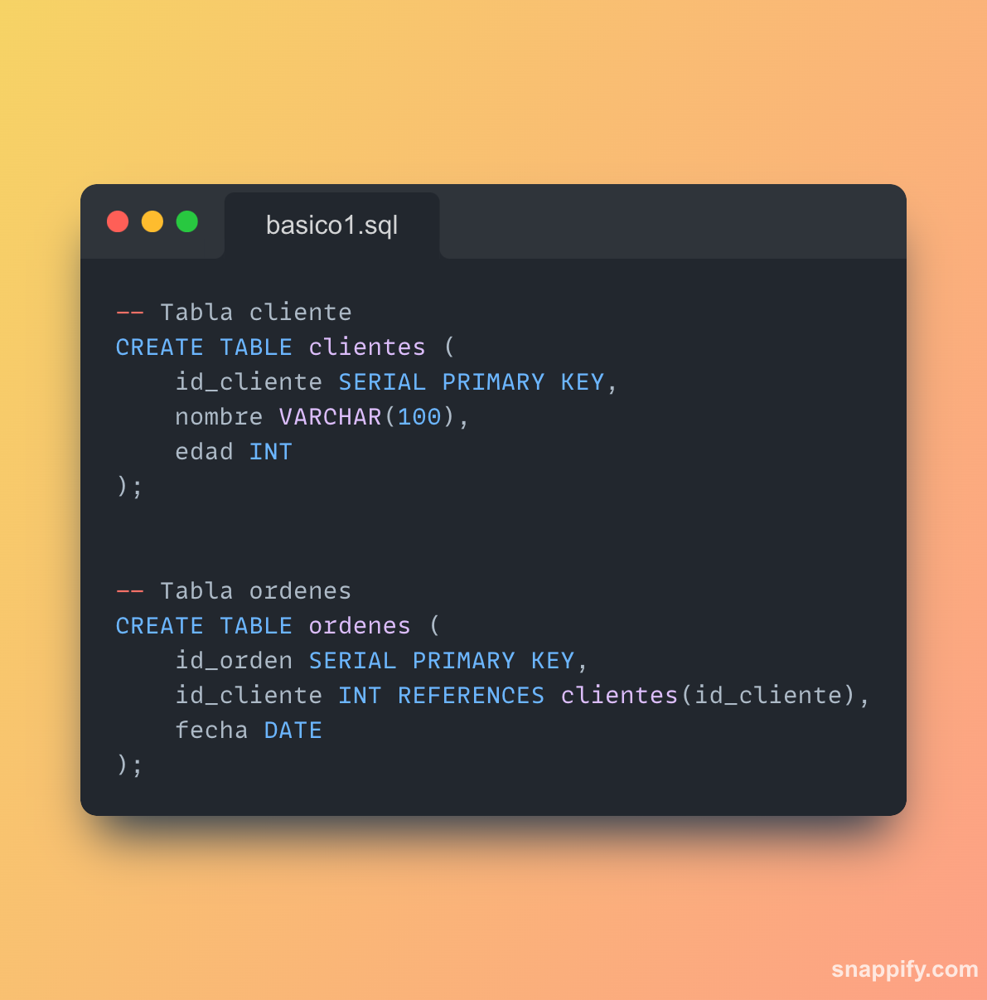 basico1.sql
-- Tabla cliente
CREATE TABLE clientes (
    id_cliente SERIAL PRIMARY KEY,
    nombre VARCHAR(100),
    edad INT
);
-- Tabla ordenes
CREATE TABLE ordenes (
    id_orden SERIAL PRIMARY KEY,
    id_cliente INT REFERENCES clientes(id_cliente),
    fecha DATE
);
snappify.com